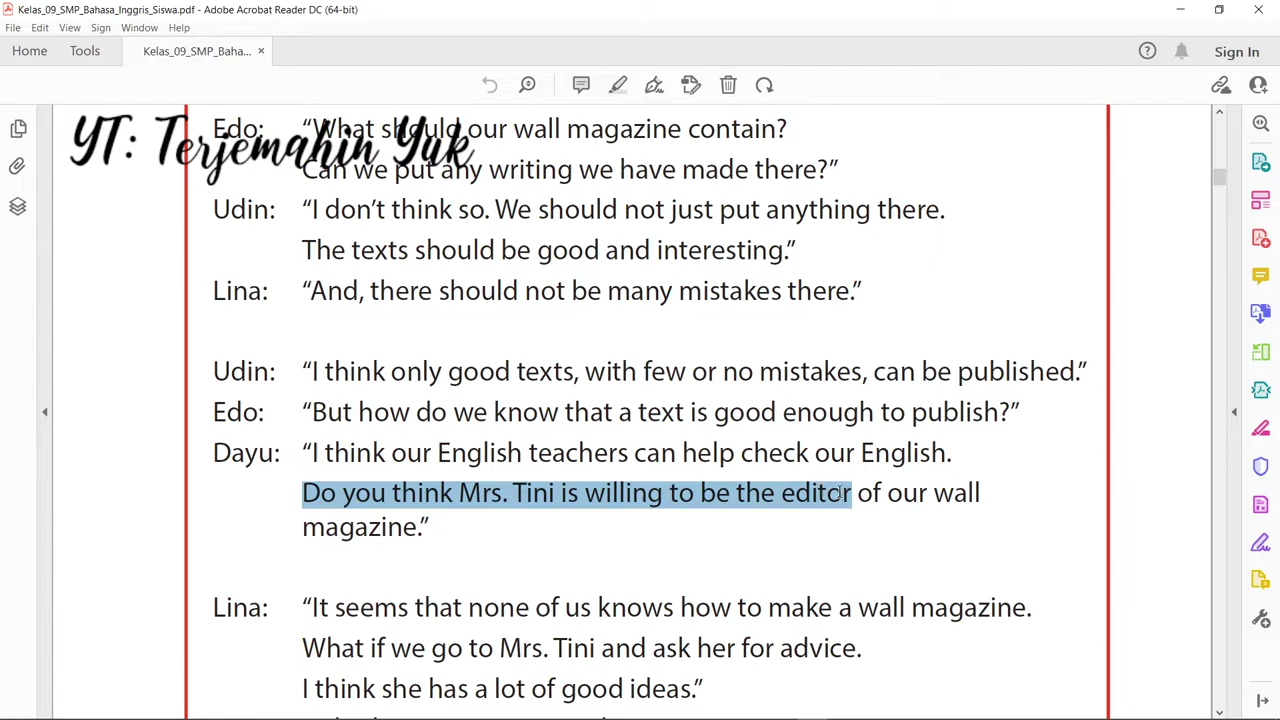 Kelas_09_SMP_Bahasa_Inggris_Siswa.pdf - Adobe Acrobat Reader DC (64-bit)
File Edit View Sign Window Help
Home Tools Kelas_09_SMP_Baha... × Sign In
YT: Terjemahin Yuk
Edo: “What should our wall magazine contain?
Can we put any writing we have made there?”
Udin: “I don’t think so. We should not just put anything there.
The texts should be good and interesting.”
Lina: “And, there should not be many mistakes there.”
Udin: “I think only good texts, with few or no mistakes, can be published.”
Edo: “But how do we know that a text is good enough to publish?”
Dayu: “I think our English teachers can help check our English.
Do you think Mrs. Tini is willing to be the editor of our wall
magazine.”
Lina: “It seems that none of us knows how to make a wall magazine.
What if we go to Mrs. Tini and ask her for advice.
I think she has a lot of good ideas.”